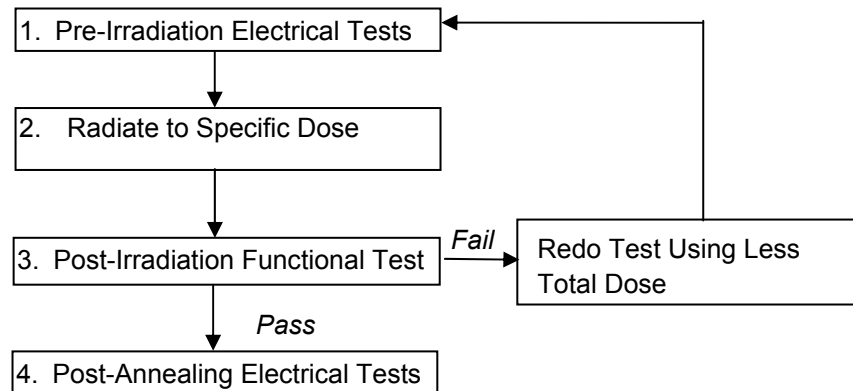 1. Pre-Irradiation Electrical Tests
2. Radiate to Specific Dose
3. Post-Irradiation Functional Test
Fail
Redo Test Using Less
Total Dose
Pass
4. Post-Annealing Electrical Tests